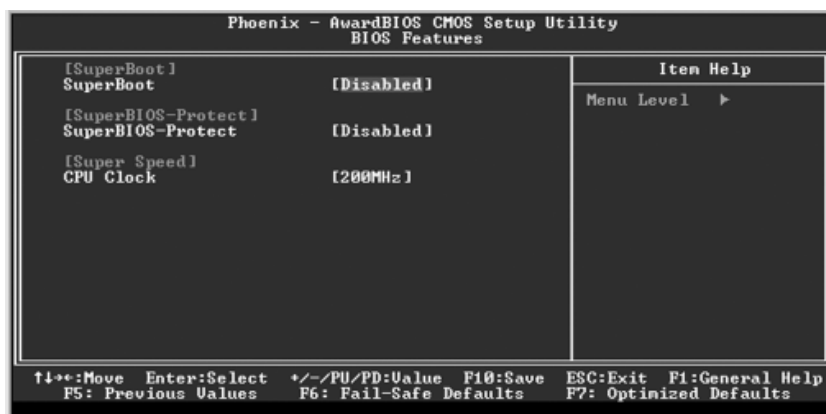 Phoenix - AwardBIOS CMOS Setup Utility
BIOS Features
[SuperBoot]
SuperBoot [Disabled]
[SuperBIOS-Protect]
SuperBIOS-Protect [Disabled]
[Super Speed]
CPU Clock [200MHz]
Item Help
Menu Level ▶
↑↓→←:Move Enter:Select +/-/PU/PD:Value F10:Save ESC:Exit F1:General Help
F5: Previous Values F6: Fail-Safe Defaults F7: Optimized Defaults